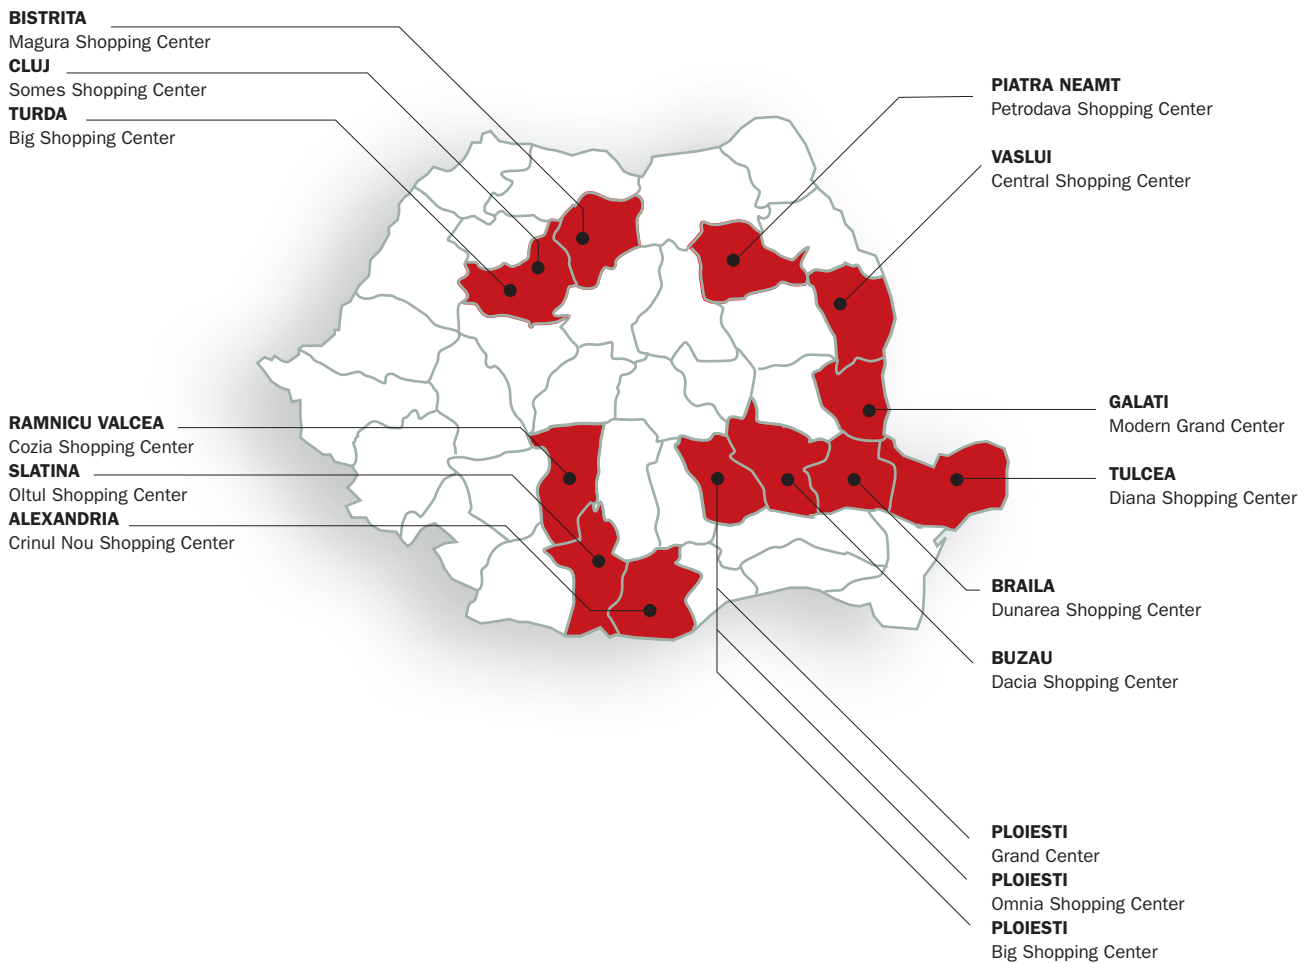 BISTRITA
Magura Shopping Center
CLUJ
Somes Shopping Center
TURDA
Big Shopping Center
PIATRA NEAMT
Petrodava Shopping Center
VASLUI
Central Shopping Center
RAMNICU VALCEA
Cozia Shopping Center
SLATINA
Oltul Shopping Center
ALEXANDRIA
Crinul Nou Shopping Center
GALATI
Modern Grand Center
TULCEA
Diana Shopping Center
BRAILA
Dunarea Shopping Center
BUZAU
Dacia Shopping Center
PLOIESTI
Grand Center
PLOIESTI
Omnia Shopping Center
PLOIESTI
Big Shopping Center